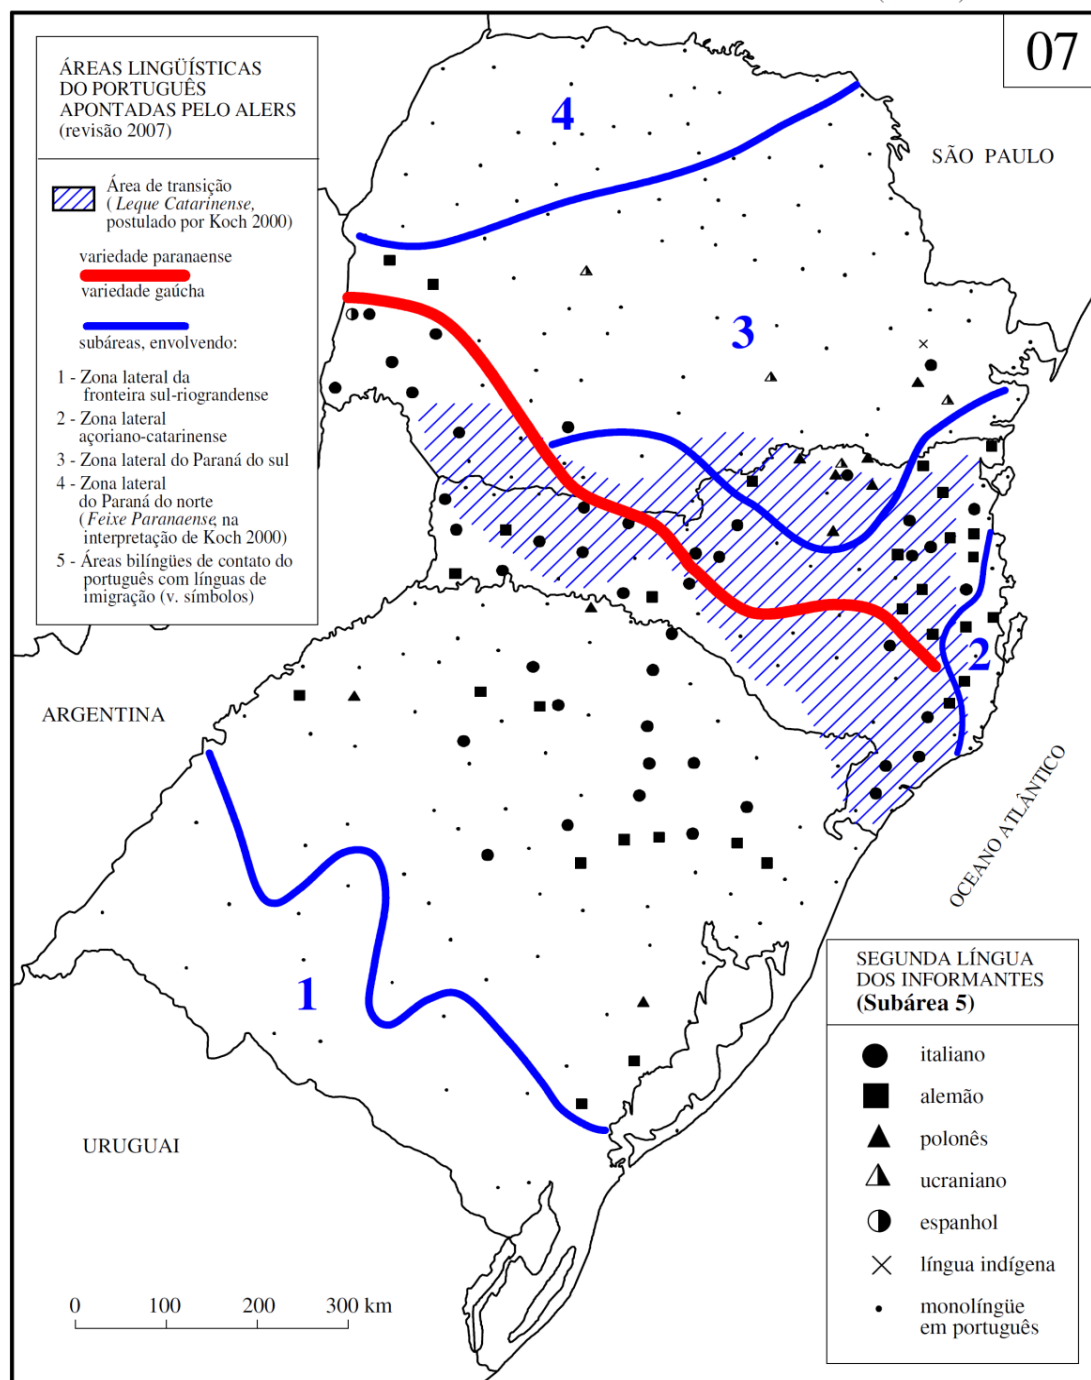 07
ÁREAS LINGÜÍSTICAS
DO PORTUGUÊS
APONTADAS PELO ALERS
(revisão 2007)
Área de transição
( Leque Catarinense,
postulado por Koch 2000)
variedade paranaense
variedade gaúcha
subáreas, envolvendo:
1 - Zona lateral da
fronteira sul-riograndense
2 - Zona lateral
açoriano-catarinense
3 - Zona lateral do Paraná do sul
4 - Zona lateral
do Paraná do norte
( Feixe Paranaense, na
interpretação de Koch 2000)
5 - Áreas bilíngües de contato do
português com línguas de
imigração (v. símbolos)
4
SÃO PAULO
3
2
ARGENTINA
OCEANO ATLÂNTICO
1
URUGUAI
0 100 200 300 km
SEGUNDA LÍNGUA
DOS INFORMANTES
(Subárea 5)
italiano
alemão
polonês
ucraniano
espanhol
língua indígena
monolíngüe
em português